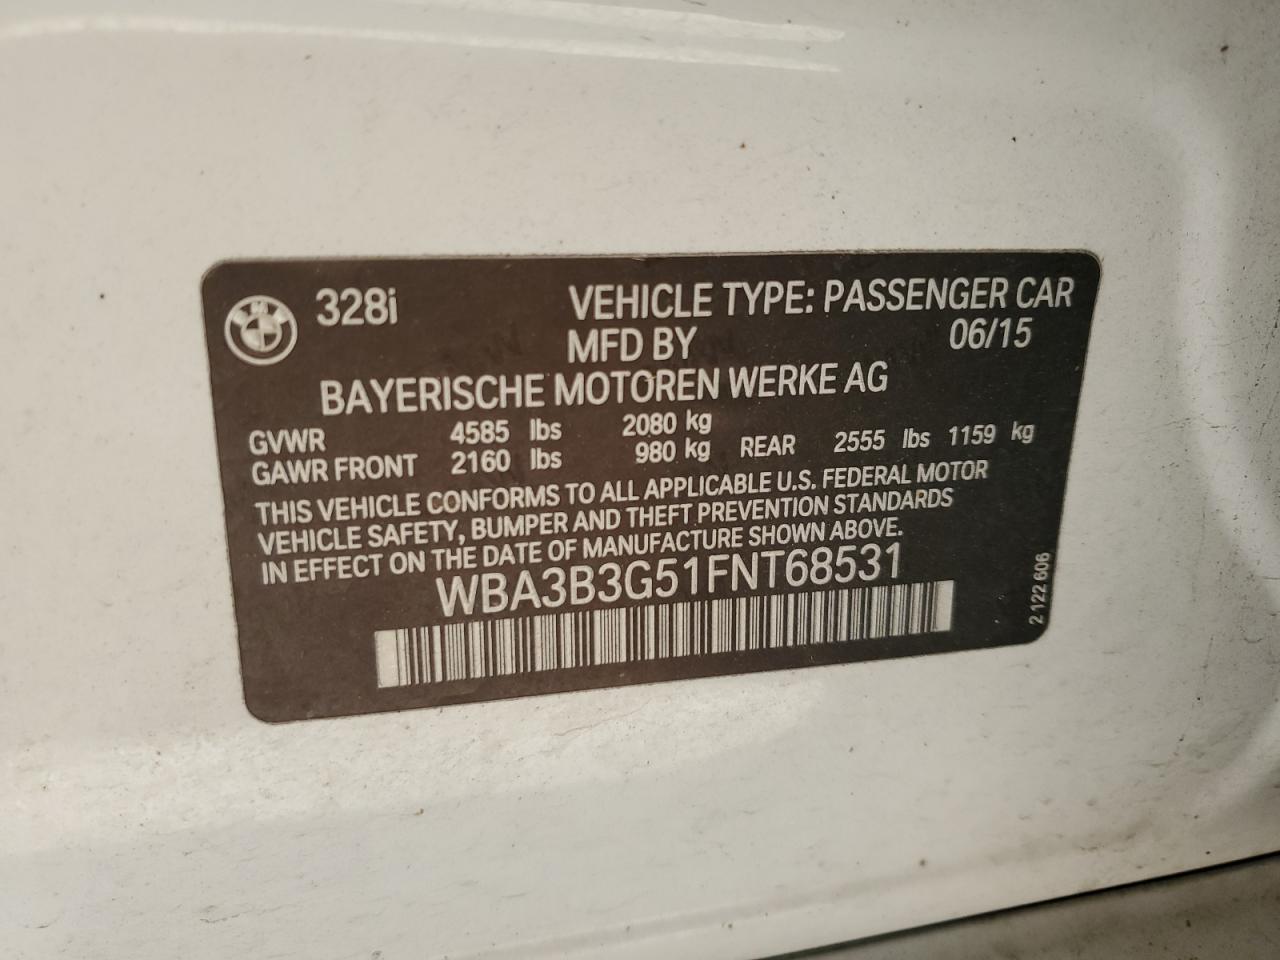 328i VEHICLE TYPE: PASSENGER CAR
MFD BY 06/15
BAYERISCHE MOTOREN WERKE AG
GVWR 4585 lbs 2080 kg
GAWR FRONT 2160 lbs 980 kg REAR 2555 lbs 1159 kg
THIS VEHICLE CONFORMS TO ALL APPLICABLE U.S. FEDERAL MOTOR
VEHICLE SAFETY, BUMPER AND THEFT PREVENTION STANDARDS
IN EFFECT ON THE DATE OF MANUFACTURE SHOWN ABOVE.
WBA3B3G51FNT68531
2 122 606